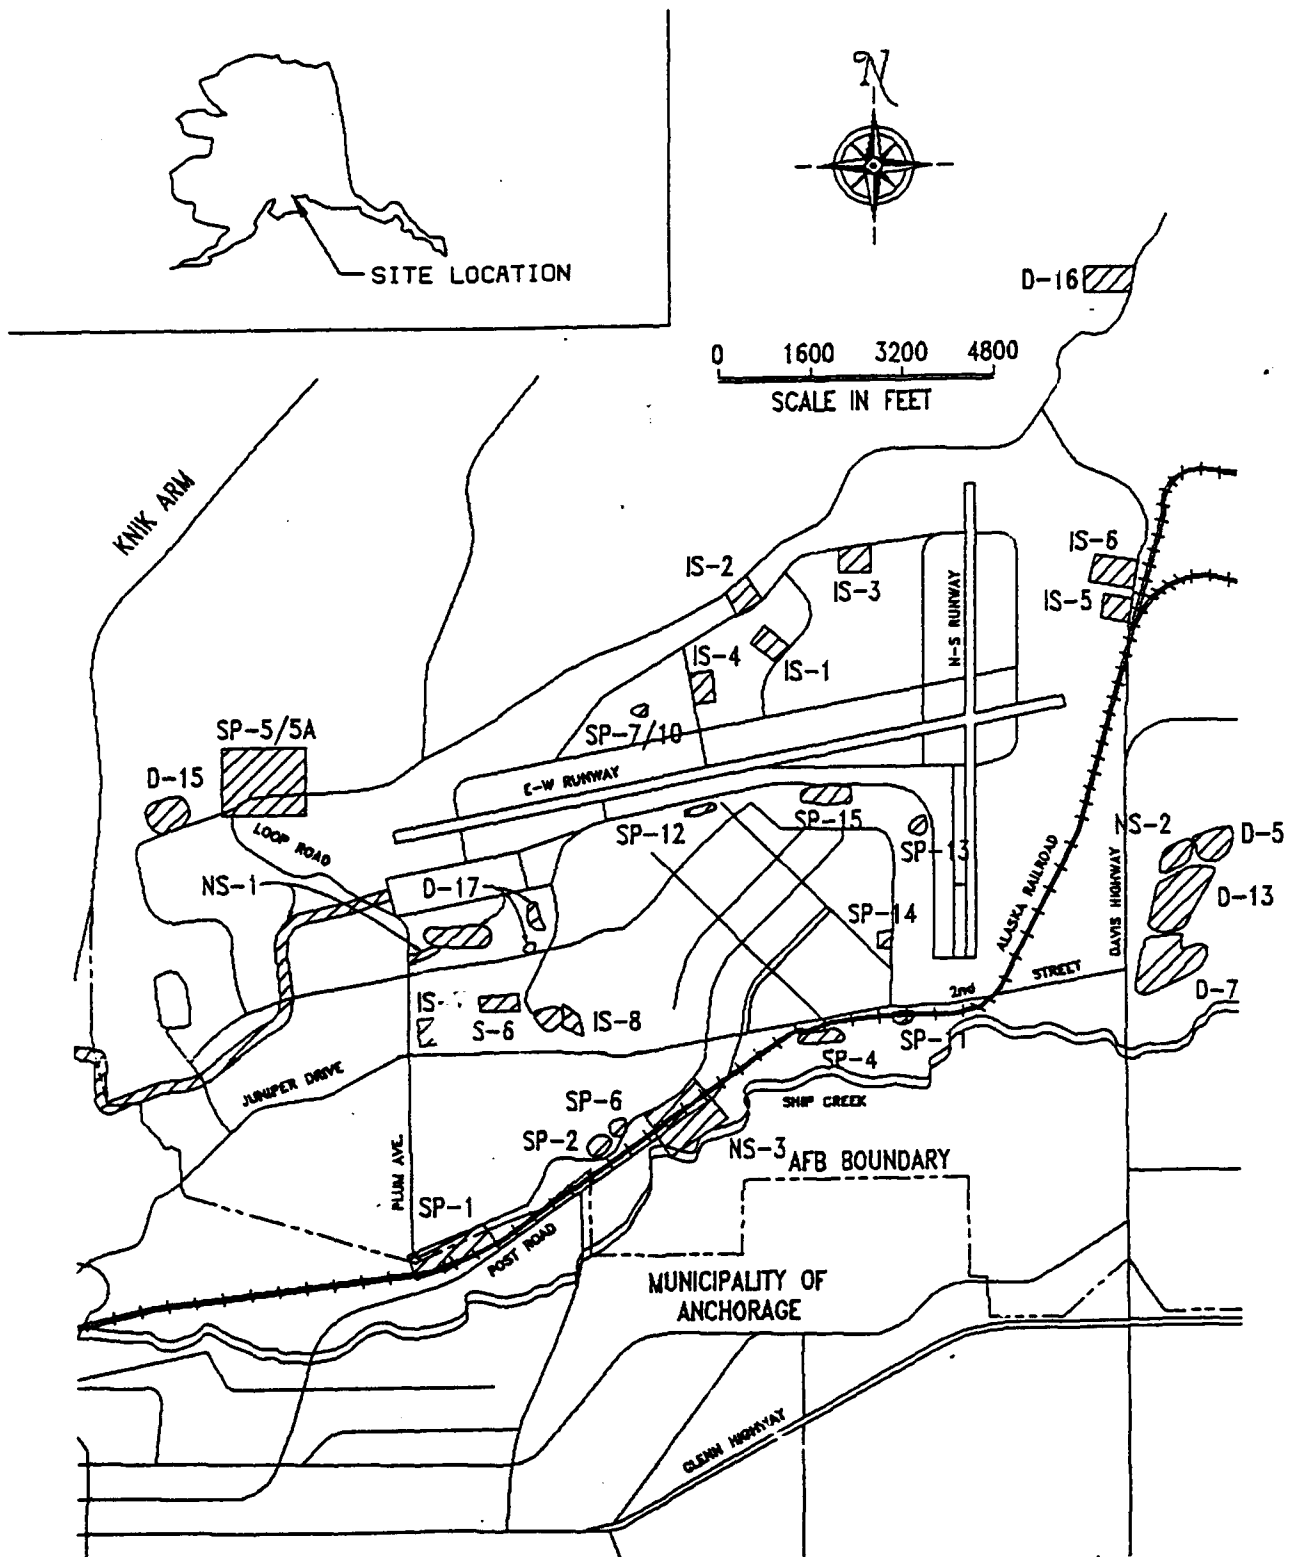 N
SITE LOCATION
D-16
0 1600 3200 4800
SCALE IN FEET
KNIK ARM
IS-2
IS-3
N-S RUNWAY
IS-6
IS-5
IS-4
IS-1
SP-5/5A
SP-7/10
D-15
E-W RUNWAY
LOOP ROAD
SP-12
SP-15
SP-13
NS-2
D-5
NS-1
D-17
D-13
SP-14
ALASKA RAILROAD
DAVIS HIGHWAY
2nd STREET
D-7
IS-
S-6
IS-8
SP-11
SP-4
JUNIPER DRIVE
SHIP CREEK
SP-6
SP-2
NS-3
AFB BOUNDARY
PLUM AVE.
SP-1
POST ROAD
MUNICIPALITY OF
ANCHORAGE
GLENN HIGHWAY